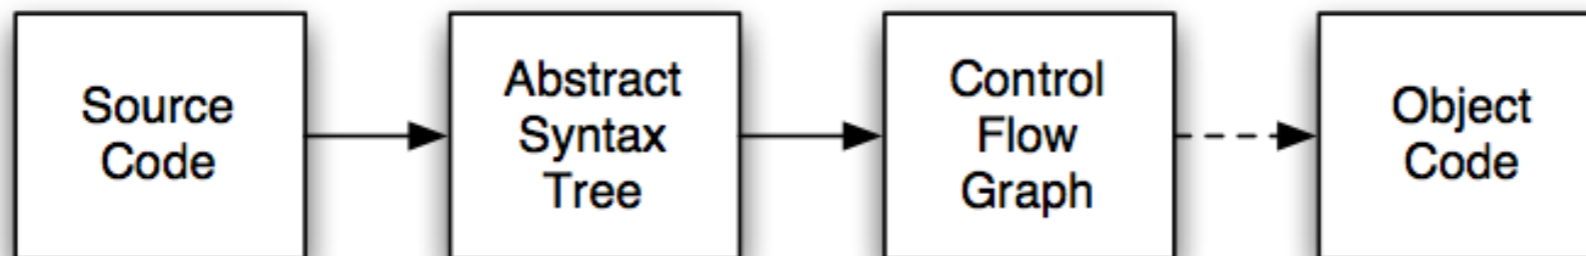 Source
Code
Abstract
Syntax
Tree
Control
Flow
Graph
Object
Code